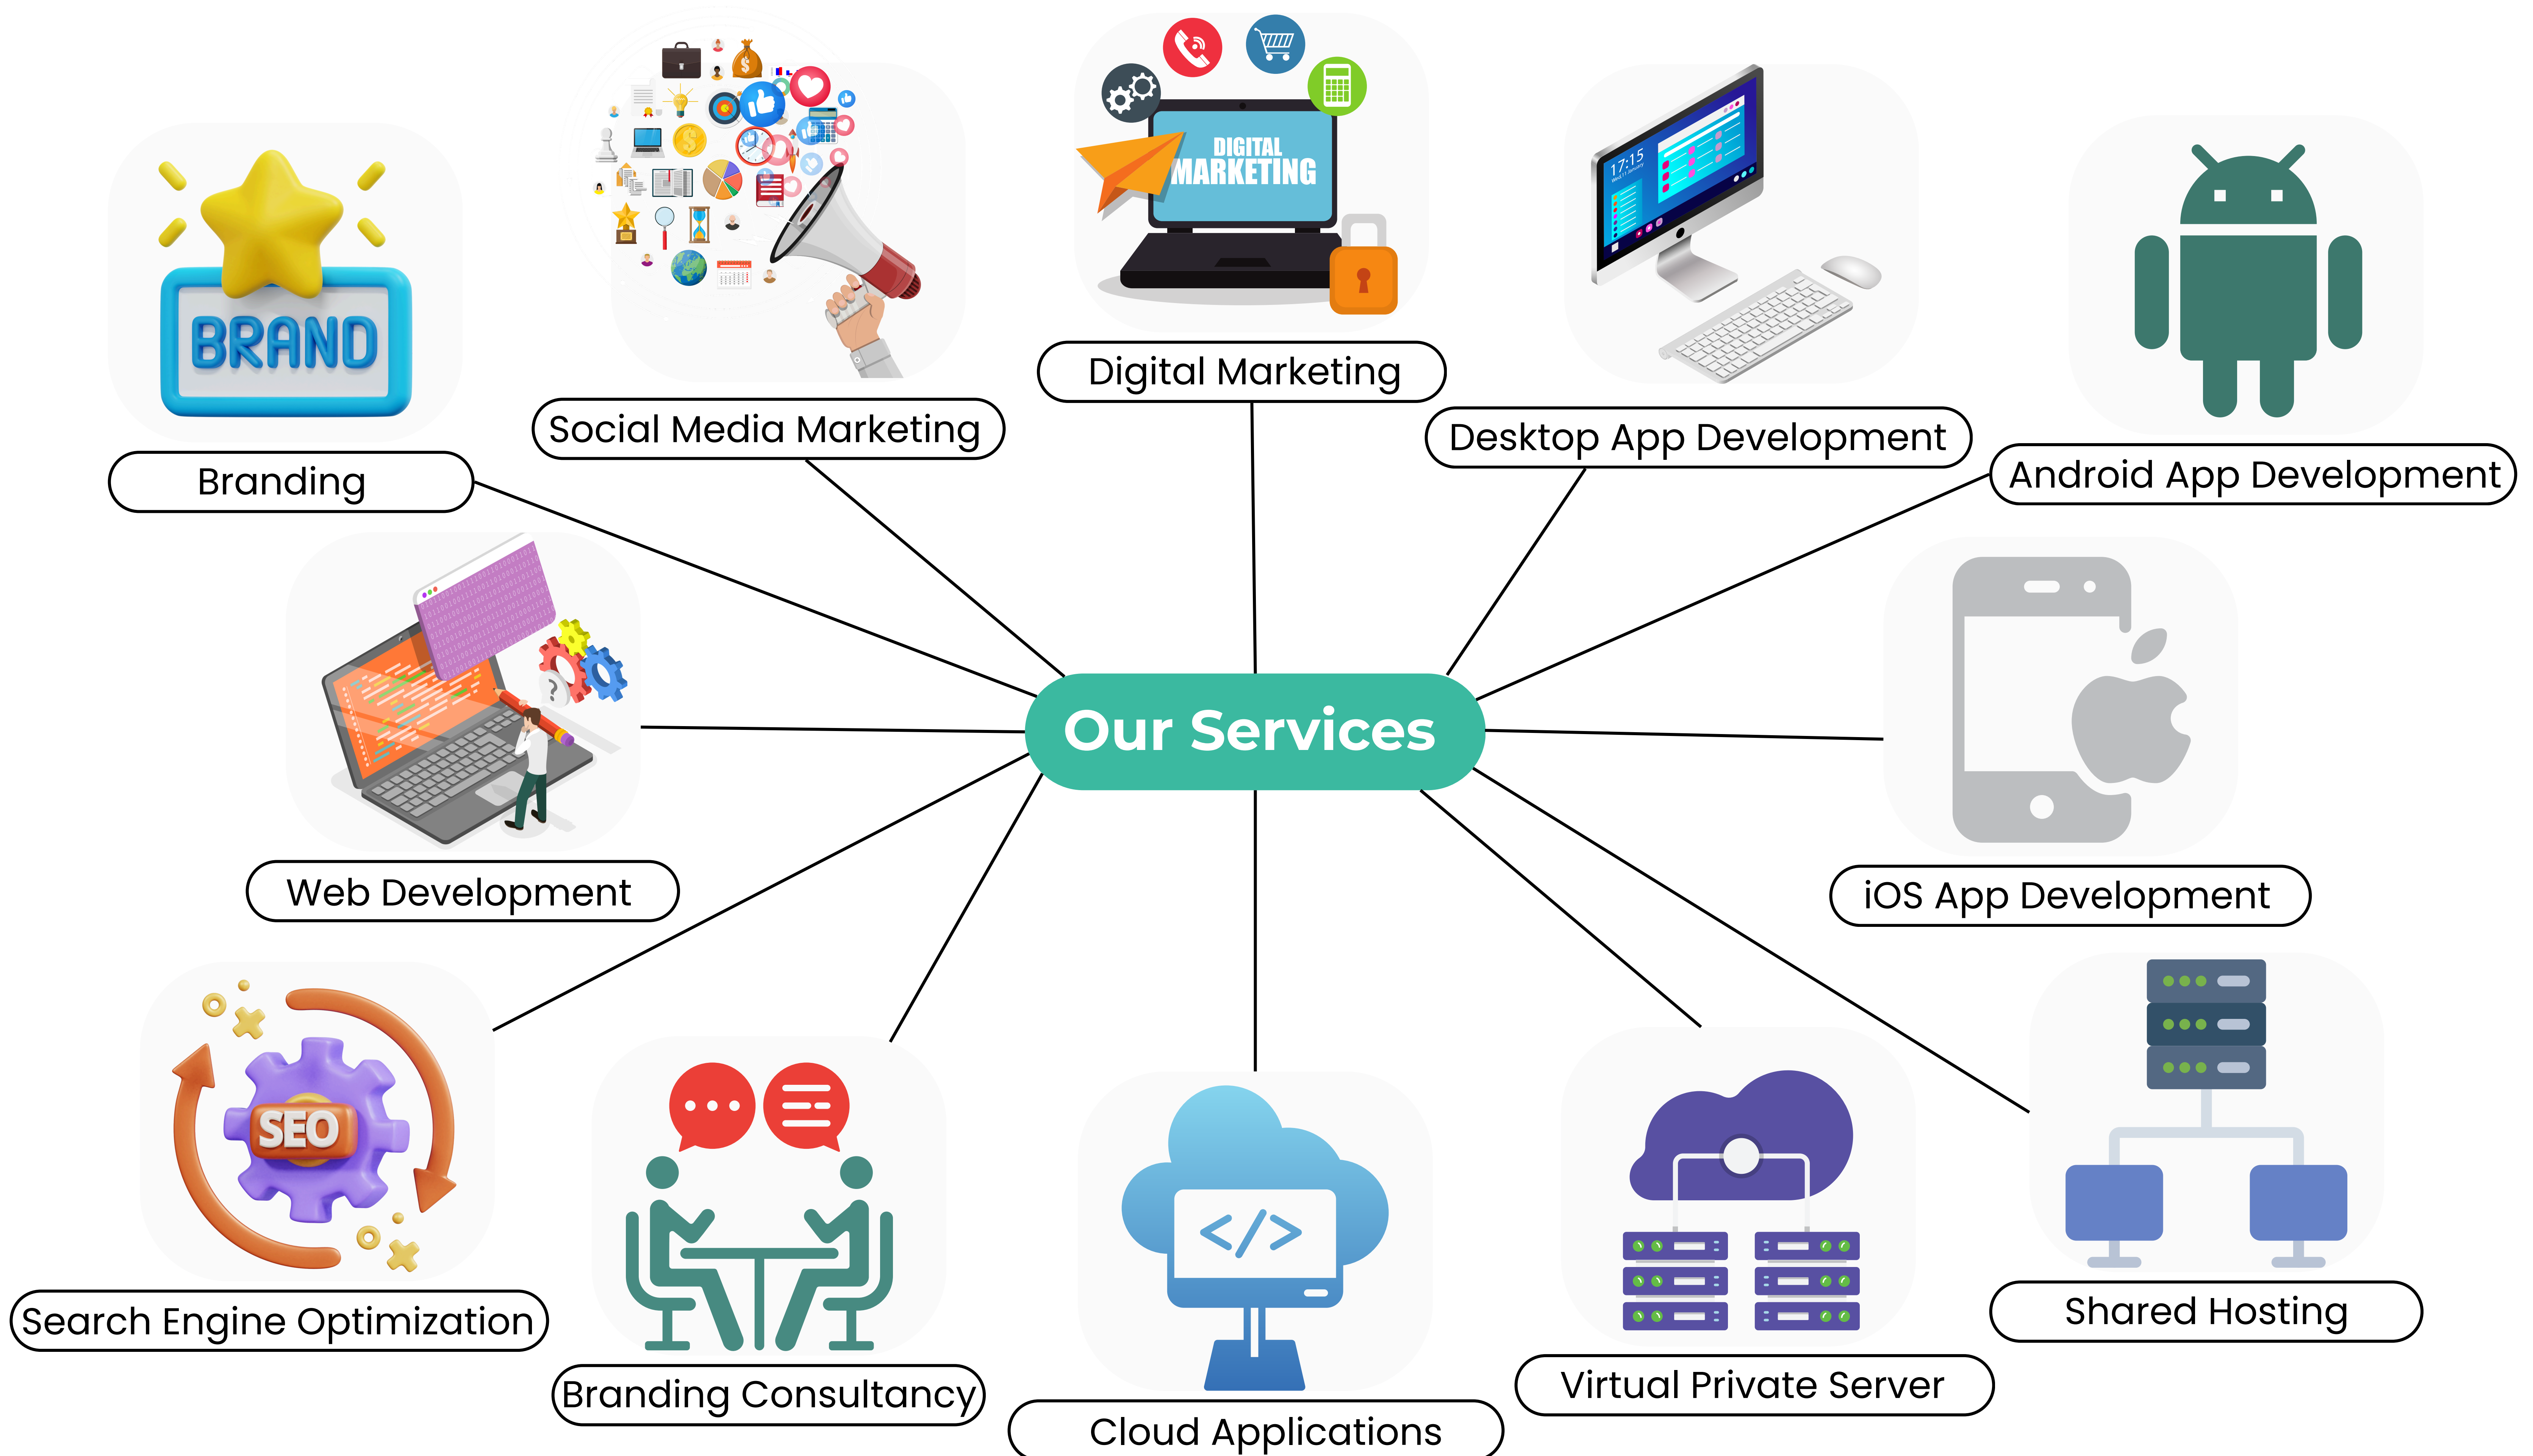 DIGITAL
MARKETING
17:15
BRAND
Digital Marketing
Social Media Marketing
Desktop App Development
Android App Development
Branding
Our Services
?
Web Development
iOS App Development
SEO
</>
Search Engine Optimization
Shared Hosting
Virtual Private Server
Branding Consultancy
Cloud Applications